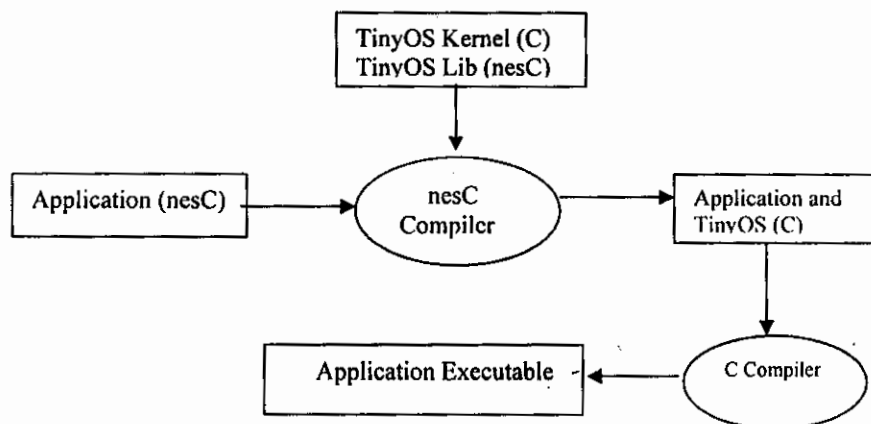 TinyOS Kernel (C)
TinyOS Lib (nesC)
Application (nesC)
nesC
Compiler
Application and
TinyOS (C)
Application Executable
C Compiler